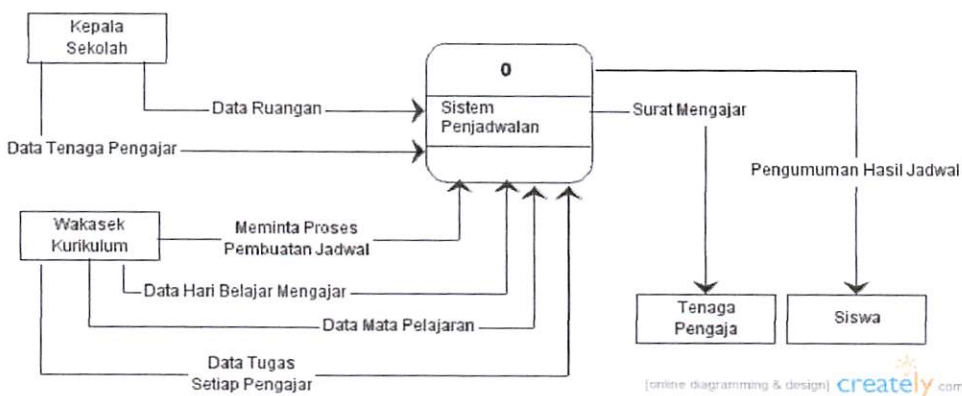 Kepala
Sekolah
0
Data Ruangan
Sistem
Penjadwalan
Surat Mengajar
Data Tenaga Pengajar
Pengumuman Hasil Jadwal
Wakasek
Kurikulum
Meminta Proses
Pembuatan Jadwal
Data Hari Belajar Mengajar
Data Mata Pelajaran
Data Tugas
Setiap Pengajar
Tenaga
Pengaja
Siswa
[online diagramming & design] creately.com